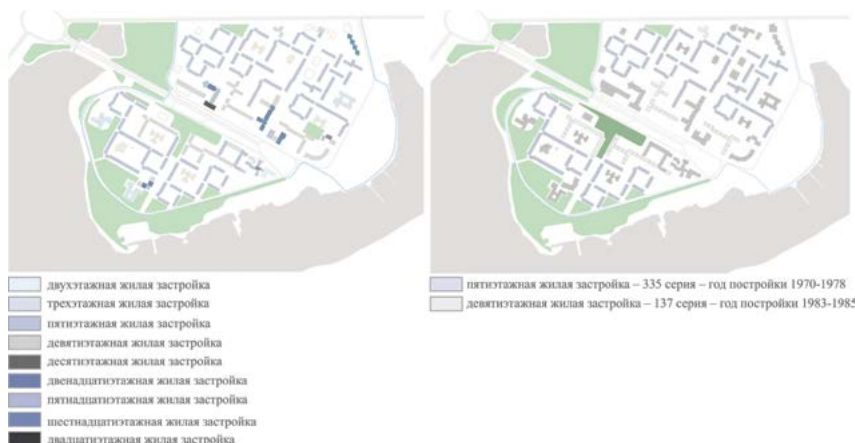 двухэтажная жилая застройка
трехэтажная жилая застройка
пятиэтажная жилая застройка
девятиэтажная жилая застройка
десятиэтажная жилая застройка
двенадцатиэтажная жилая застройка
пятнадцатиэтажная жилая застройка
шестнадцатиэтажная жилая застройка
двадцатиэтажная жилая застройка
пятиэтажная жилая застройка – 335 серия – год постройки 1970-1978
девятиэтажная жилая застройка – 137 серия – год постройки 1983-1985